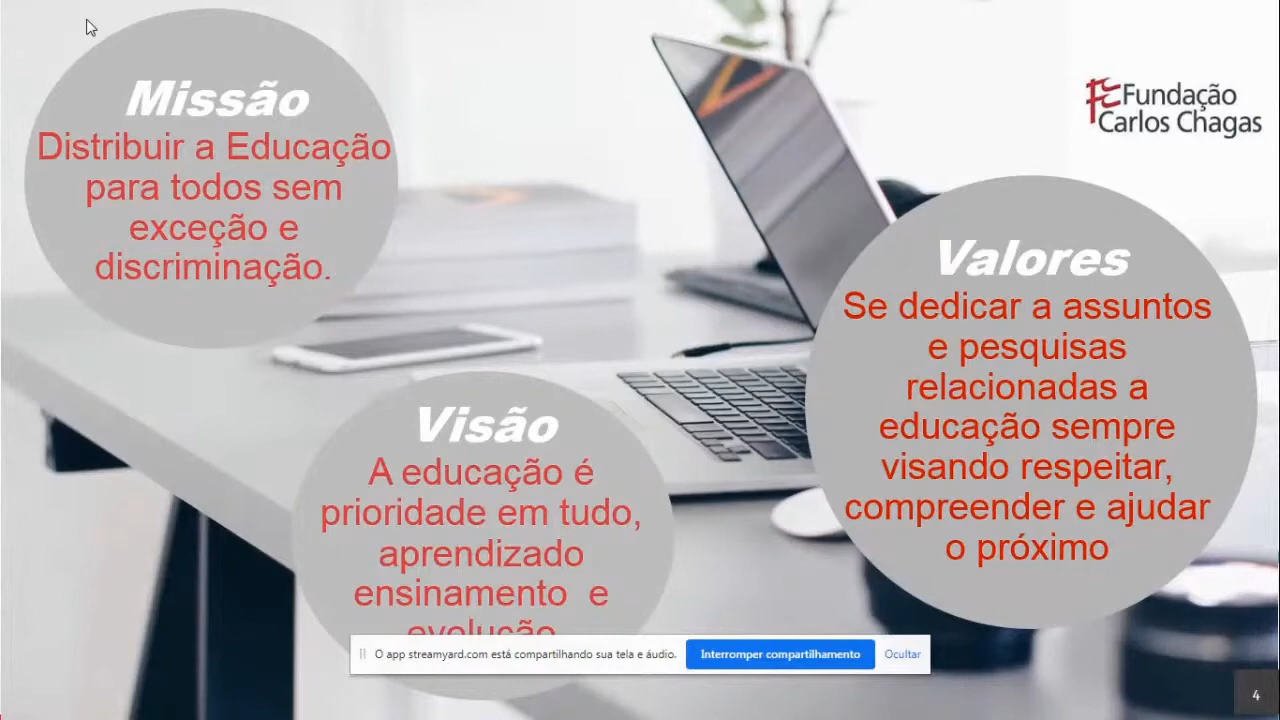 Missão
Distribuir a Educação
para todos sem
exceção e
discriminação.
Fundação
Carlos Chagas
Valores
Se dedicar a assuntos
e pesquisas
relacionadas a
educação sempre
visando respeitar,
compreender e ajudar
o próximo
Visão
A educação é
prioridade em tudo,
aprendizado
ensinamento e
evolução
O app streamyard.com está compartilhando sua tela e áudio.
Interromper compartilhamento
Ocultar
4